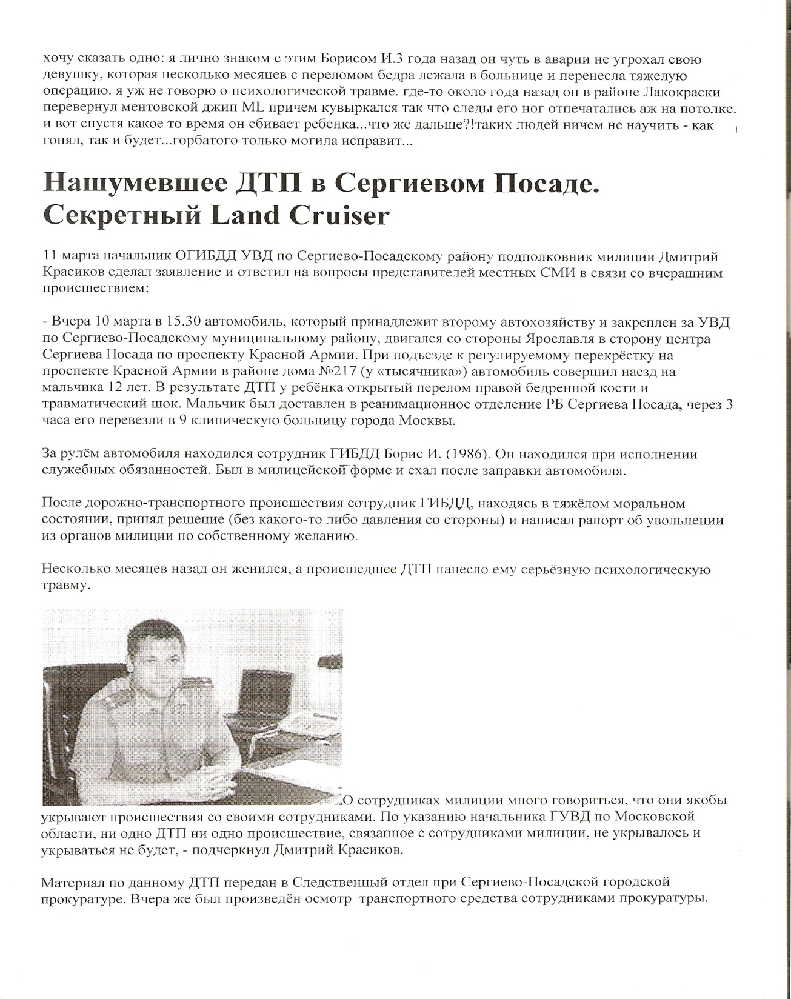 хочу сказать одно: я лично знаком с этим Борисом И.3 года назад он чуть в аварии не угрохал свою
девушку, которая несколько месяцев с переломом бедра лежала в больнице и перенесла тяжелую
операцию. я уж не говорю о психологической травме. где-то около года назад он в районе Лакокраски
перевернул ментовской джип ML причем кувыркался так что следы его ног отпечатались аж на потолке.
и вот спустя какое то время он сбивает ребенка...что же дальше?!таких людей ничем не научить - как
гонял, так и будет...горбатого только могила исправит...
Нашумевшее ДТП в Сергиевом Посаде.
Секретный Land Cruiser
11 марта начальник ОГИБДД УВД по Сергиево-Посадскому району подполковник милиции Дмитрий
Красиков сделал заявление и ответил на вопросы представителей местных СМИ в связи со вчерашним
происшествием:
- Вчера 10 марта в 15.30 автомобиль, который принадлежит второму автохозяйству и закреплен за УВД
по Сергиево-Посадскому муниципальному району, двигался со стороны Ярославля в сторону центра
Сергиева Посада по проспекту Красной Армии. При подъезде к регулируемому перекрёстку на
проспекте Красной Армии в районе дома №217 (у «тысячника») автомобиль совершил наезд на
мальчика 12 лет. В результате ДТП у ребёнка открытый перелом правой бедренной кости и
травматический шок. Мальчик был доставлен в реанимационное отделение РБ Сергиева Посада, через 3
часа его перевезли в 9 клиническую больницу города Москвы.
За рулём автомобиля находился сотрудник ГИБДД Борис И. (1986). Он находился при исполнении
служебных обязанностей. Был в милицейской форме и ехал после заправки автомобиля.
После дорожно-транспортного происшествия сотрудник ГИБДД, находясь в тяжёлом моральном
состоянии, принял решение (без какого-то либо давления со стороны) и написал рапорт об увольнении
из органов милиции по собственному желанию.
Несколько месяцев назад он женился, а происшедшее ДТП нанесло ему серьёзную психологическую
травму.
О сотрудниках милиции много говориться, что они якобы
укрывают происшествия со своими сотрудниками. По указанию начальника ГУВД по Московской
области, ни одно ДТП ни одно происшествие, связанное с сотрудниками милиции, не укрывалось и
укрываться не будет, - подчеркнул Дмитрий Красиков.
Материал по данному ДТП передан в Следственный отдел при Сергиево-Посадской городской
прокуратуре. Вчера же был произведён осмотр транспортного средства сотрудниками прокуратуры.